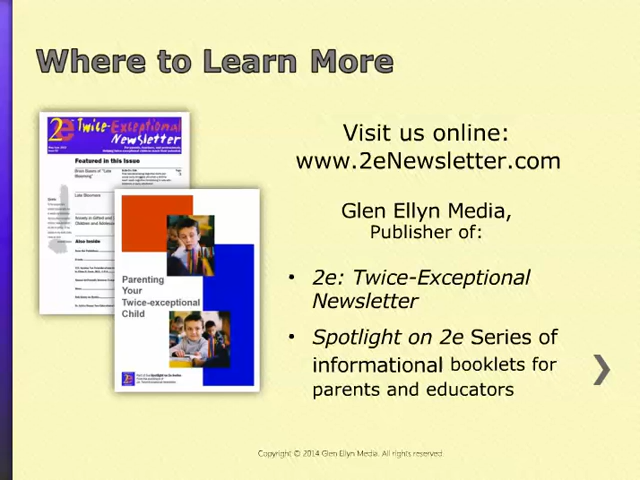 Where to Learn More
2e Twice-Exceptional
Newsletter
Featured in this Issue
Also Inside
Parenting
Your
Twice-exceptional
Child
Visit us online:
www.2eNewsletter.com
Glen Ellyn Media,
Publisher of:
• 2e: Twice-Exceptional
Newsletter
• Spotlight on 2e Series of
informational booklets for
parents and educators
Copyright © 2014 Glen Ellyn Media. All rights reserved